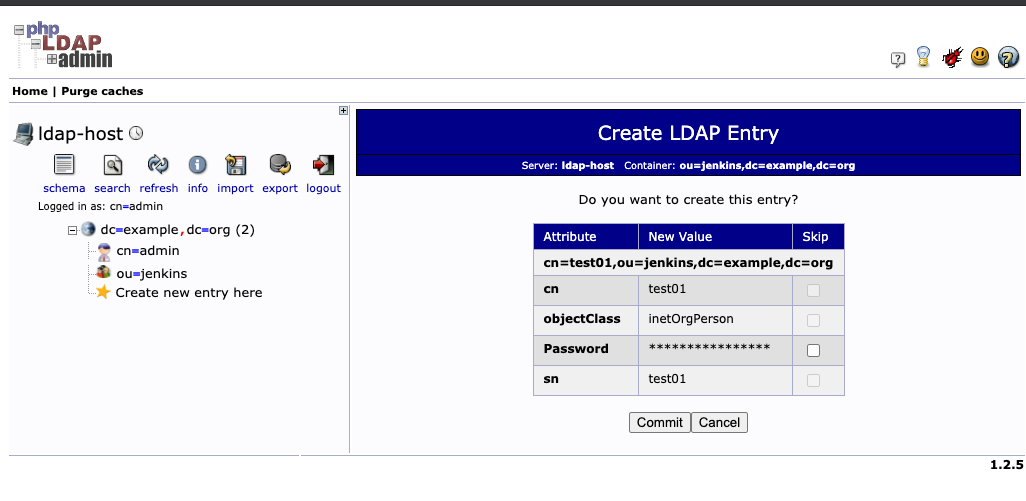 php
LDAP
admin
Home | Purge caches
ldap-host
schema search refresh info import export logout
Logged in as: cn=admin
dc=example,dc=org (2)
cn=admin
ou=jenkins
Create new entry here
Create LDAP Entry
Server: ldap-host Container: ou=jenkins,dc=example,dc=org
Do you want to create this entry?
Attribute New Value Skip
cn=test01,ou=jenkins,dc=example,dc=org
cn test01
objectClass inetOrgPerson
Password ****************
sn test01
Commit Cancel
1.2.5